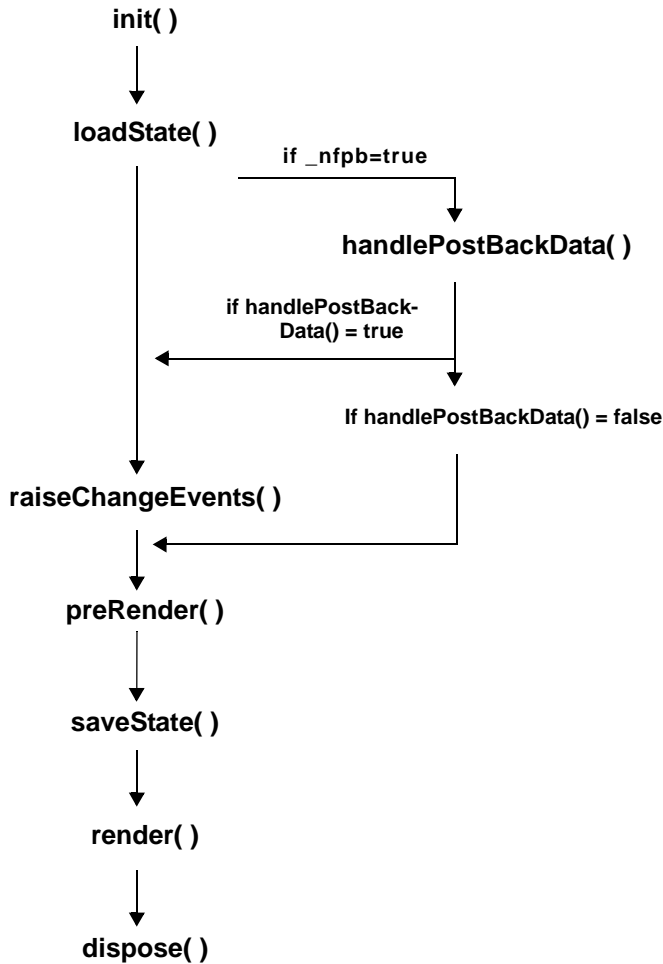 init( )
loadState( )
if _nfpb=true
handlePostBackData( )
if handlePostBack-
Data() = true
If handlePostBackData() = false
raiseChangeEvents( )
preRender( )
saveState( )
render( )
dispose( )